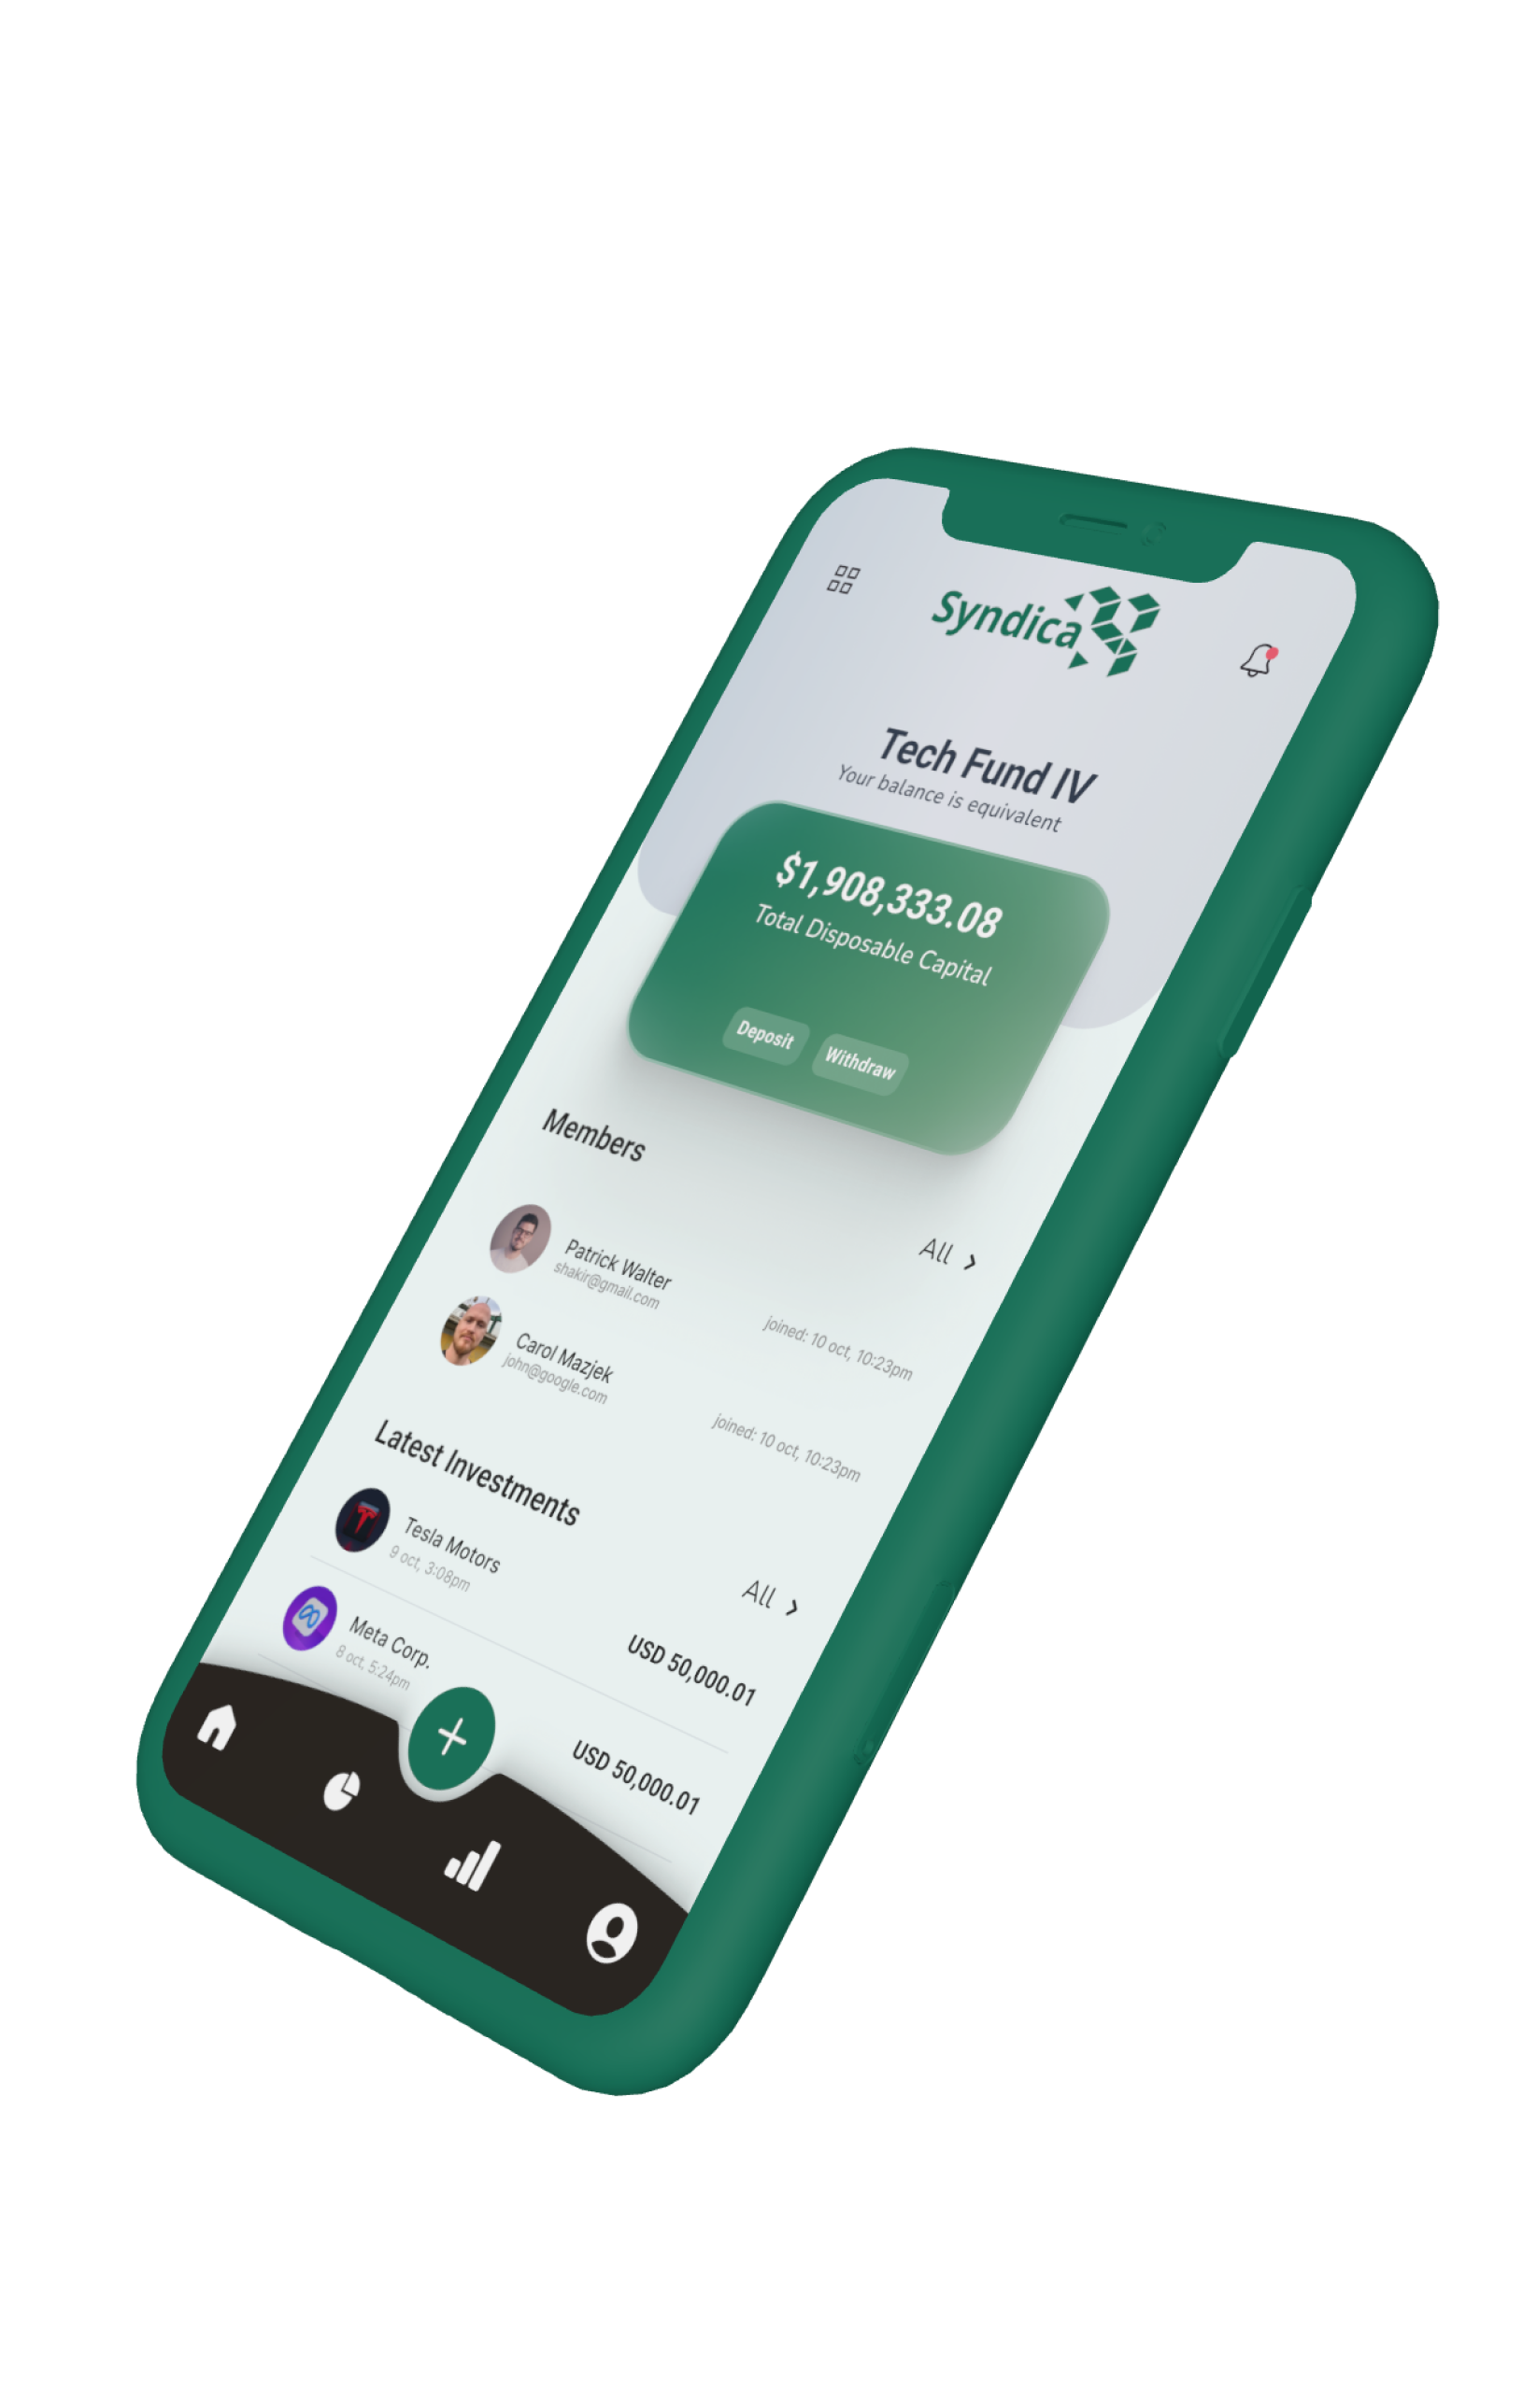 Syndica
Tech Fund IV
Your balance is equivalent
$1,908,333.08
Total Disposable Capital
Deposit
Withdraw
Members
All
Patrick Walter
shakir@gmail.com
joined: 10 oct, 10:23pm
Carol Mazjek
john@google.com
joined: 10 oct, 10:23pm
Latest Investments
All
Tesla Motors
9 oct, 3:08pm
USD 50,000.01
Meta Corp.
8 oct, 5:24pm
USD 50,000.01